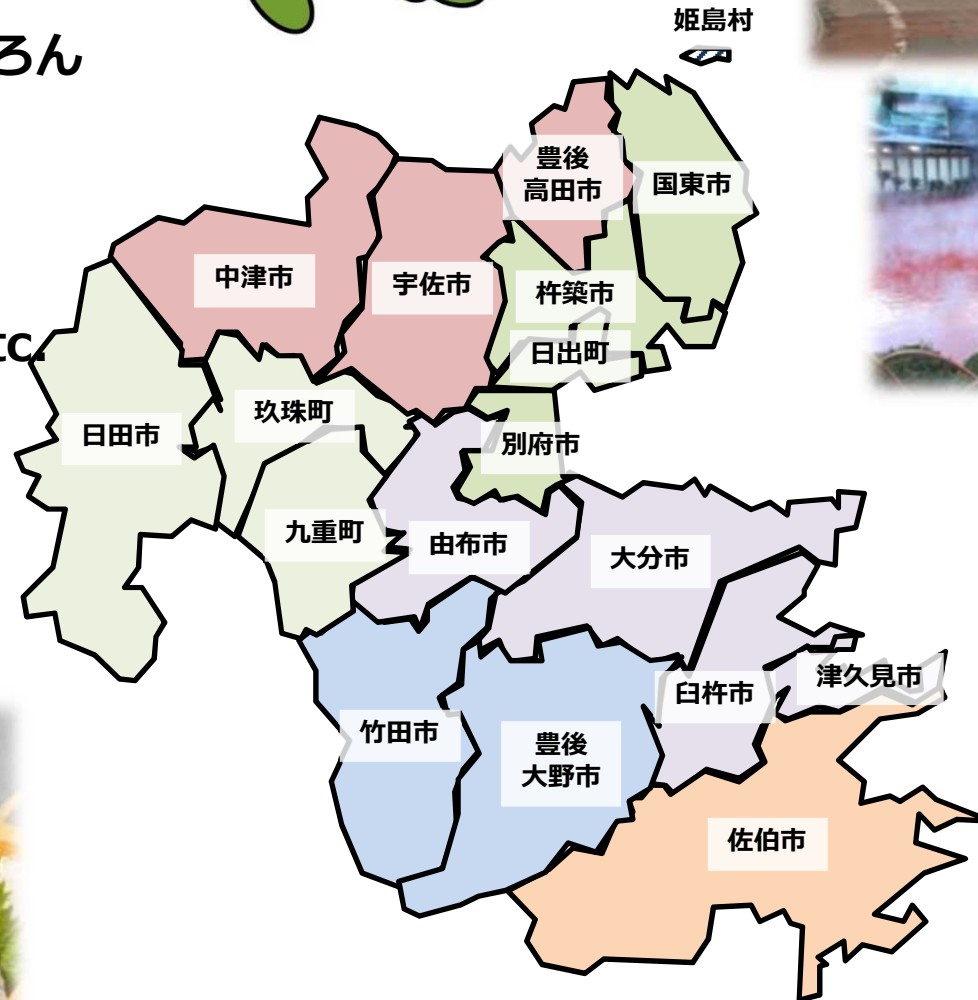 姫島村
ろん
豊後
高田市
国東市
中津市
宇佐市
杵築市
日出町
tc.
玖珠町
日田市
別府市
九重町
由布市
大分市
津久見市
臼杵市
竹田市
豊後
大野市
佐伯市